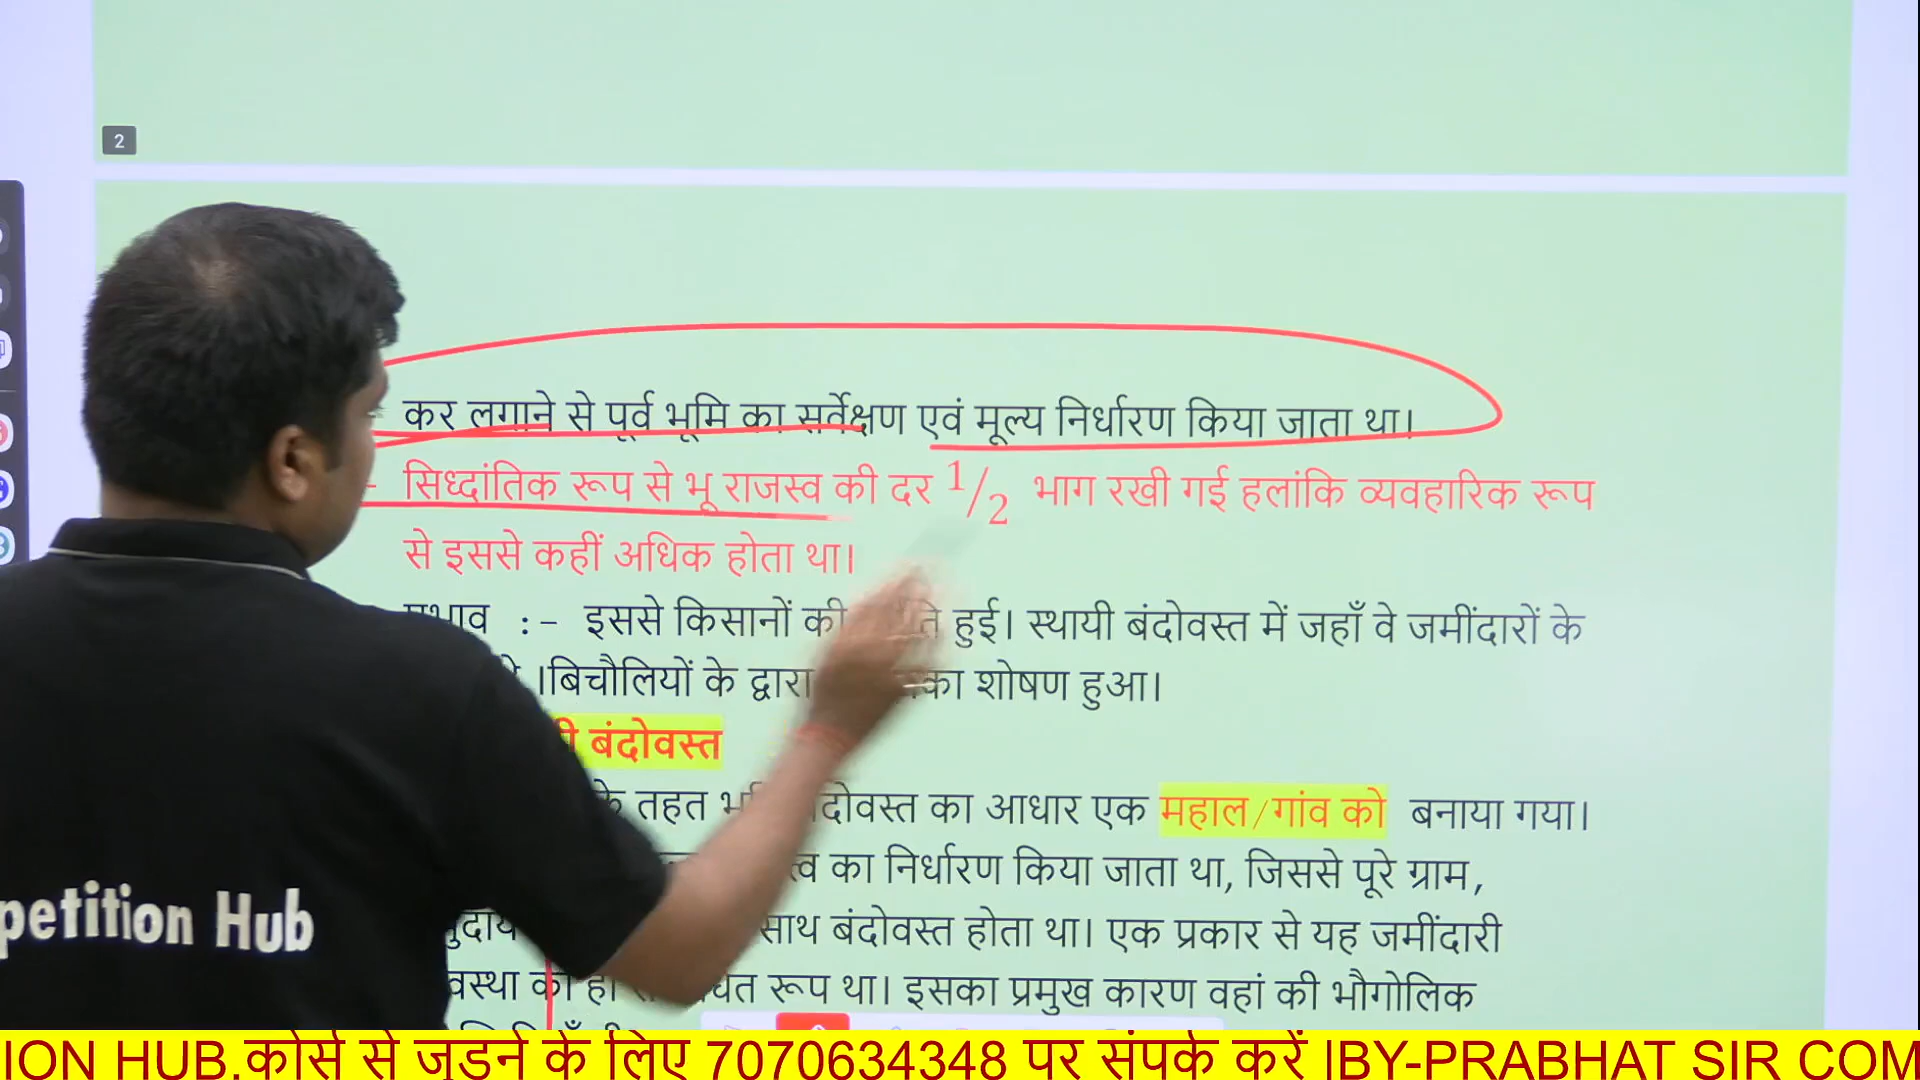 2
कर लगाने से पूर्व भूमि का सर्वेक्षण एवं मूल्य निर्धारण किया जाता था।
- सिध्दांतिक रूप से भू राजस्व की दर 1/2 भाग रखी गई हलांकि व्यवहारिक रूप
से इससे कहीं अधिक होता था।
:- इससे किसानों की हुई। स्थायी बंदोवस्त में जहाँ वे जमींदारों के
।बिचौलियों के द्वारा शोषण हुआ।
बंदोवस्त
के तहत का आधार एक महाल/गांव को बनाया गया।
का निर्धारण किया जाता था, जिससे पूरे ग्राम,
साथ बंदोवस्त होता था। एक प्रकार से यह जमींदारी
रूप था। इसका प्रमुख कारण वहां की भौगोलिक
petition Hub
ION HUB.कोर्स से जुडने के लिए 7070634348 पर संपर्क करें |BY-PRABHAT SIR COM